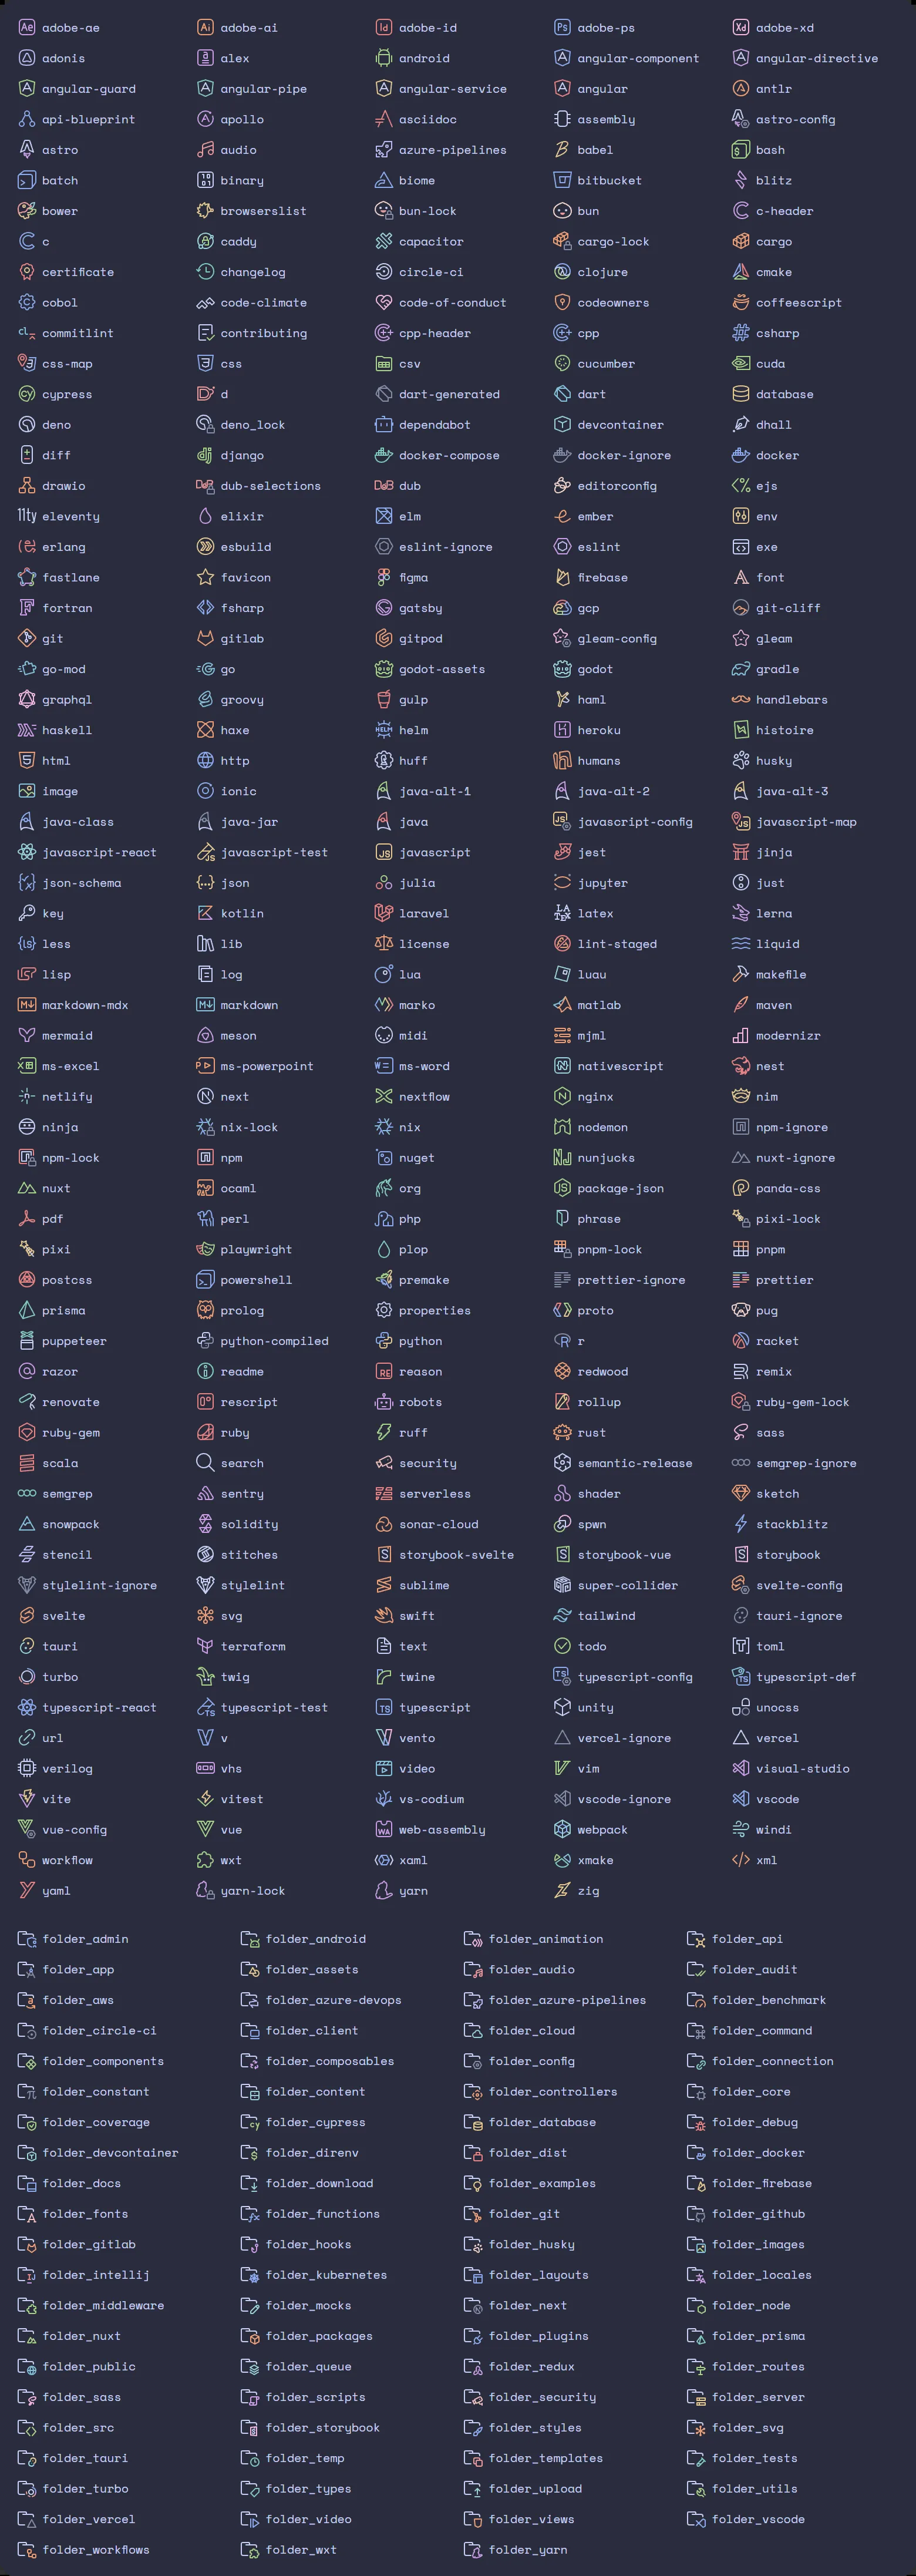 adobe-ae adobe-ai adobe-id adobe-ps adobe-xd
adonis alex android angular-component angular-directive
angular-guard angular-pipe angular-service angular antlr
api-blueprint apollo asciidoc assembly astro-config
astro audio azure-pipelines babel bash
batch binary biome bitbucket blitz
bower browserslist bun-lock bun c-header
c caddy capacitor cargo-lock cargo
certificate changelog circle-ci clojure cmake
cobol code-climate code-of-conduct codeowners coffeescript
commitlint contributing cpp-header cpp csharp
css-map css csv cucumber cuda
cypress d dart-generated dart database
deno deno_lock dependabot devcontainer dhall
diff django docker-compose docker-ignore docker
drawio dub-selections dub editorconfig ejs
eleventy elixir elm ember env
erlang esbuild eslint-ignore eslint exe
fastlane favicon figma firebase font
fortran fsharp gatsby gcp git-cliff
git gitlab gitpod gleam-config gleam
go-mod go godot-assets godot gradle
graphql groovy gulp haml handlebars
haskell haxe helm heroku histoire
html http huff humans husky
image ionic java-alt-1 java-alt-2 java-alt-3
java-class java-jar java javascript-config javascript-map
javascript-react javascript-test javascript jest jinja
json-schema json julia jupyter just
key kotlin laravel latex lerna
less lib license lint-staged liquid
lisp log lua luau makefile
markdown-mdx markdown marko matlab maven
mermaid meson midi mjml modernizr
ms-excel ms-powerpoint ms-word nativescript nest
netlify next nextflow nginx nim
ninja nix-lock nix nodemon npm-ignore
npm-lock npm nuget nunjucks nuxt-ignore
nuxt ocaml org package-json panda-css
pdf perl php phrase pixi-lock
pixi playwright plop pnpm-lock pnpm
postcss powershell premake prettier-ignore prettier
prisma prolog properties proto pug
puppeteer python-compiled python r racket
razor readme reason redwood remix
renovate rescript robots rollup ruby-gem-lock
ruby-gem ruby ruff rust sass
scala search security semantic-release semgrep-ignore
semgrep sentry serverless shader sketch
snowpack solidity sonar-cloud spwn stackblitz
stencil stitches storybook-svelte storybook-vue storybook
stylelint-ignore stylelint sublime super-collider svelte-config
svelte svg swift tailwind tauri-ignore
tauri terraform text todo toml
turbo twig twine typescript-config typescript-def
typescript-react typescript-test typescript unity unocss
url v vento vercel-ignore vercel
verilog vhs video vim visual-studio
vite vitest vs-codium vscode-ignore vscode
vue-config vue web-assembly webpack windi
workflow wxt xaml xmake xml
yaml yarn-lock yarn zig
folder_admin folder_android folder_animation folder_api
folder_app folder_assets folder_audio folder_audit
folder_aws folder_azure-devops folder_azure-pipelines folder_benchmark
folder_circle-ci folder_client folder_cloud folder_command
folder_components folder_composables folder_config folder_connection
folder_constant folder_content folder_controllers folder_core
folder_coverage folder_cypress folder_database folder_debug
folder_devcontainer folder_direnv folder_dist folder_docker
folder_docs folder_download folder_examples folder_firebase
folder_fonts folder_functions folder_git folder_github
folder_gitlab folder_hooks folder_husky folder_images
folder_intellij folder_kubernetes folder_layouts folder_locales
folder_middleware folder_mocks folder_next folder_node
folder_nuxt folder_packages folder_plugins folder_prisma
folder_public folder_queue folder_redux folder_routes
folder_sass folder_scripts folder_security folder_server
folder_src folder_storybook folder_styles folder_svg
folder_tauri folder_temp folder_templates folder_tests
folder_turbo folder_types folder_upload folder_utils
folder_vercel folder_video folder_views folder_vscode
folder_workflows folder_wxt folder_yarn